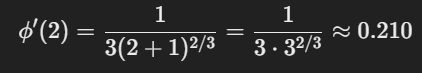 ϕ′(2) = 1/(3(2 + 1)^{2/3}) = 1/(3 · 3^{2/3}) ≈ 0.210